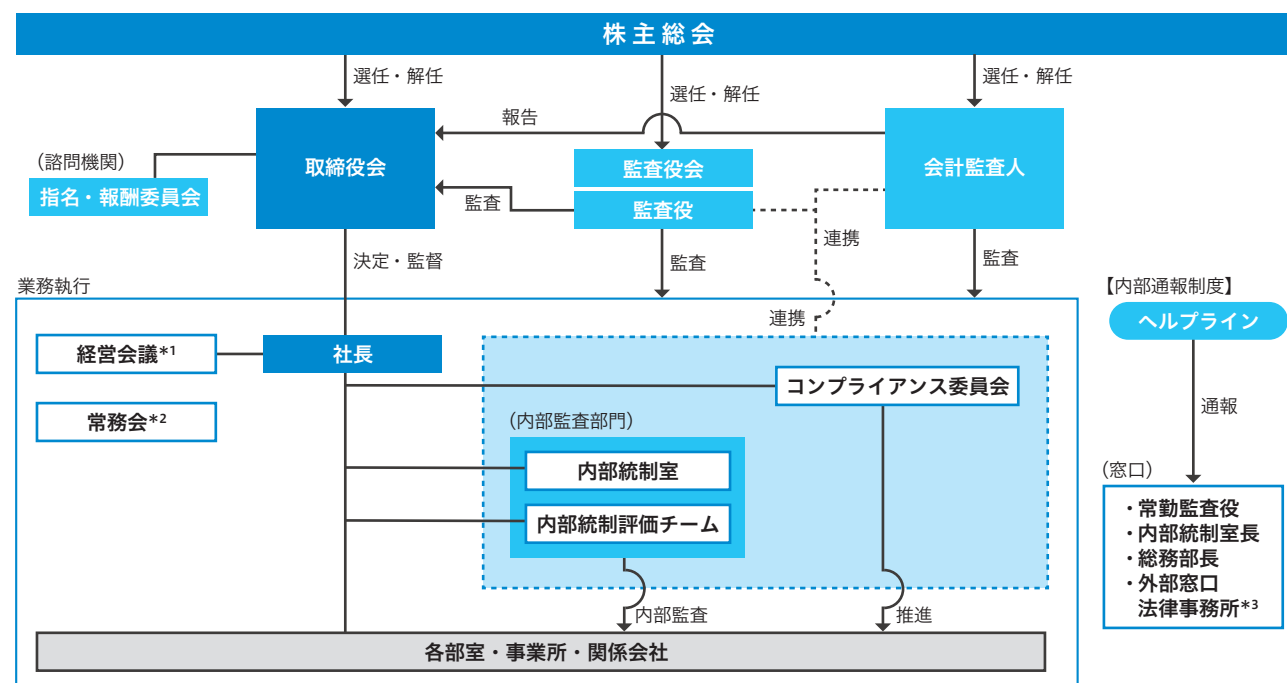 株主総会
選任・解任
選任・解任
選任・解任
報告
取締役会
監査役会
監査役
会計監査人
(諮問機関)
指名・報酬委員会
監査
連携
決定・監督
監査
監査
業務執行
【内部通報制度】
ヘルプライン
連携
経営会議*1
社長
コンプライアンス委員会
常務会*2
(内部監査部門)
通報
内部統制室
(窓口)
内部統制評価チーム
・常勤監査役
・内部統制室長
・総務部長
・外部窓口
法律事務所*3
内部監査
推進
各部室・事業所・関係会社